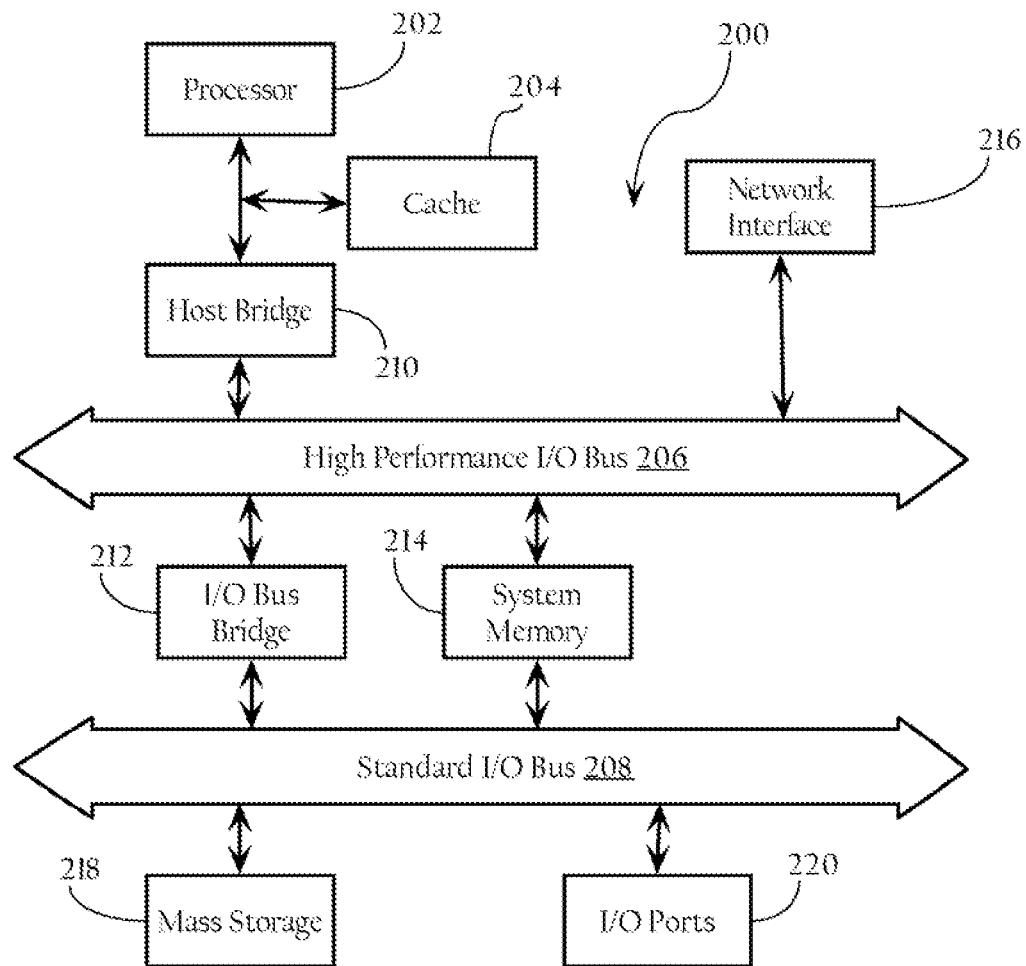 202
Processor
200
204
Cache
216
Network
Interface
Host Bridge
210
High Performance I/O Bus 206
212
I/O Bus
Bridge
214
System
Memory
Standard I/O Bus 208
218
Mass Storage
220
I/O Ports